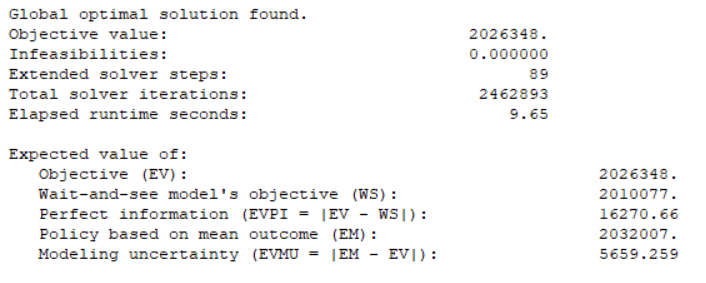 Global optimal solution found.
Objective value: 2026348.
Infeasibilities: 0.000000
Extended solver steps: 89
Total solver iterations: 2462893
Elapsed runtime seconds: 9.65
Expected value of:
Objective (EV): 2026348.
Wait-and-see model's objective (WS): 2010077.
Perfect information (EVPI = |EV - WS|): 16270.66
Policy based on mean outcome (EM): 2032007.
Modeling uncertainty (EVMU = |EM - EV|): 5659.259